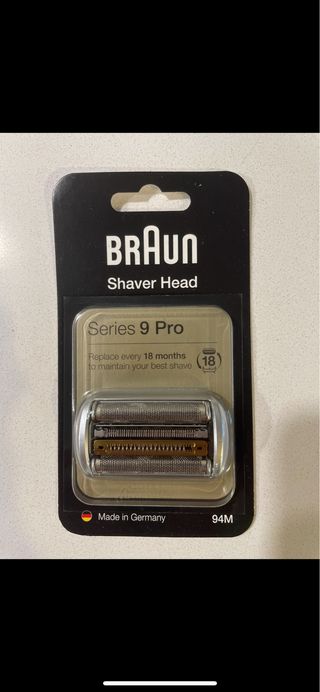 BRAUN
Shaver Head
Series 9 Pro
Replace every 18 months
to maintain your best shave
18
Made in Germany
94M